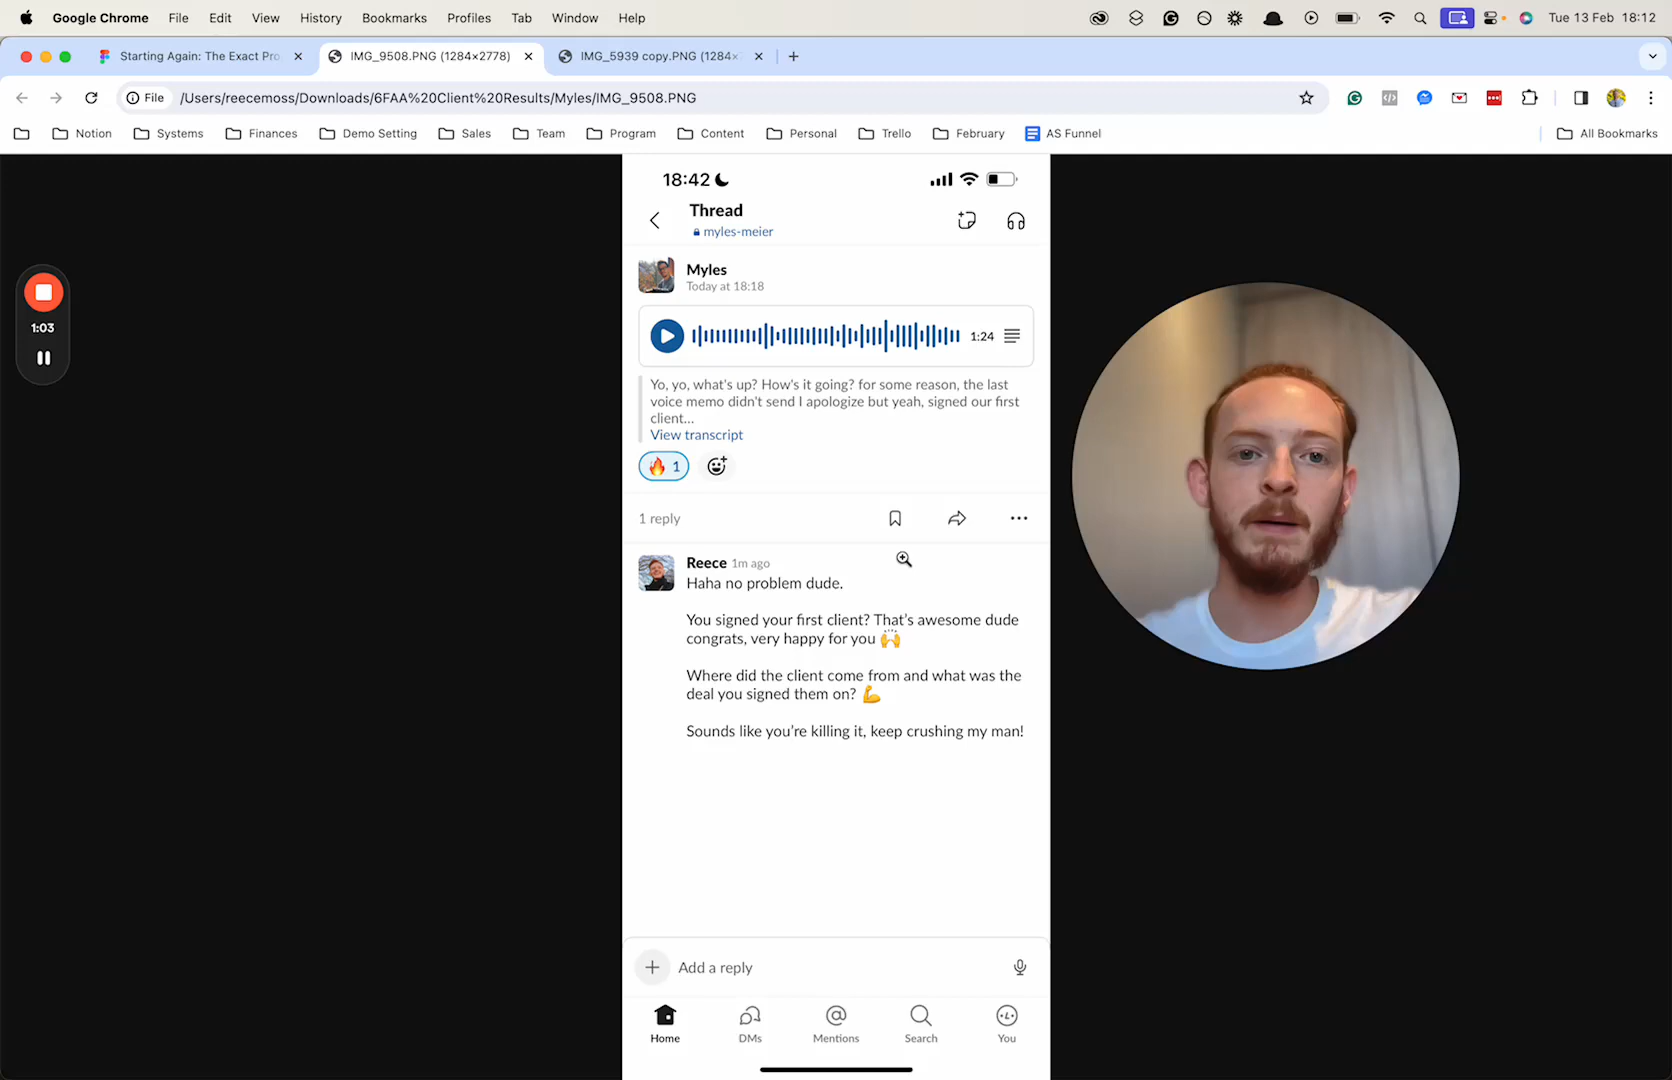 Google Chrome File Edit View History Bookmarks Profiles Tab Window Help Tue 13 Feb 18:12
Starting Again: The Exact Pro IMG_9508.PNG (1284×2778) IMG_5939 copy.PNG (1284×
File /Users/reecemoss/Downloads/6FAA%20Client%20Results/Myles/IMG_9508.PNG
Notion Systems Finances Demo Setting Sales Team Program Content Personal Trello February AS Funnel All Bookmarks
18:42
Thread
myles-meier
Myles
Today at 18:18
1:24
1:03
Yo, yo, what's up? How's it going? for some reason, the last
voice memo didn't send I apologize but yeah, signed our first
client...
View transcript
🔥 1
1 reply
Reece 1m ago
Haha no problem dude.
You signed your first client? That's awesome dude
congrats, very happy for you 🙌
Where did the client come from and what was the
deal you signed them on? 💪
Sounds like you're killing it, keep crushing my man!
Add a reply
Home DMs Mentions Search You